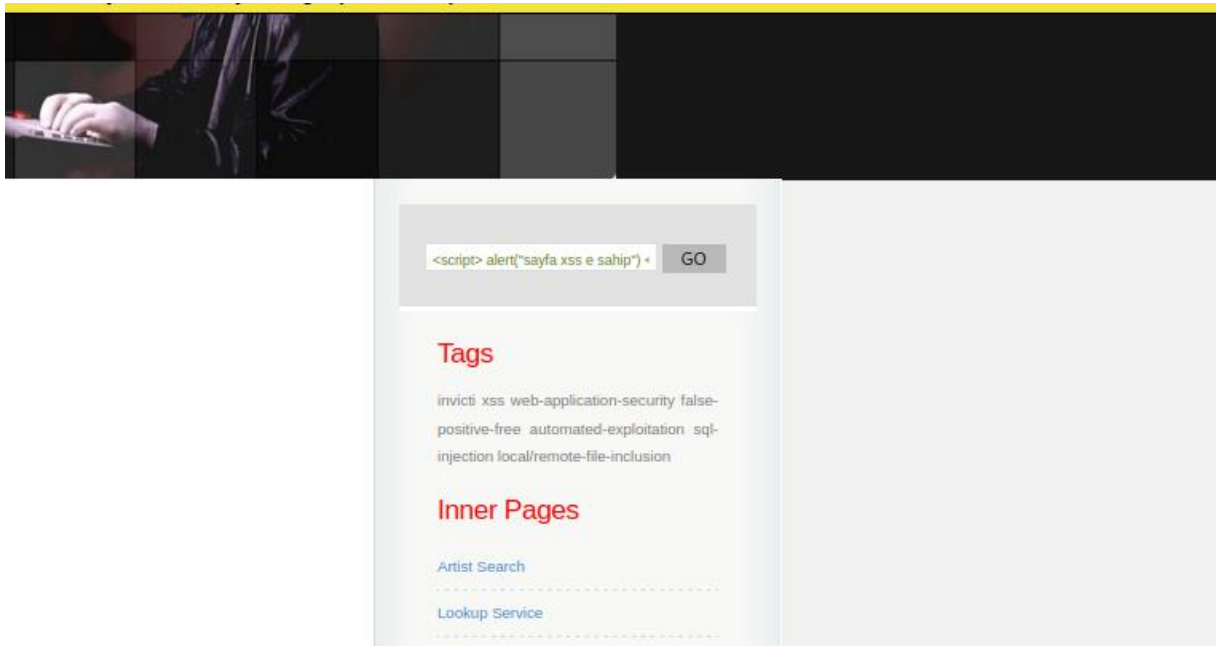 <script> alert("sayfa xss e sahip") <
GO
Tags
invicti xss web-application-security false-
positive-free automated-exploitation sql-
injection local/remote-file-inclusion
Inner Pages
Artist Search
Lookup Service